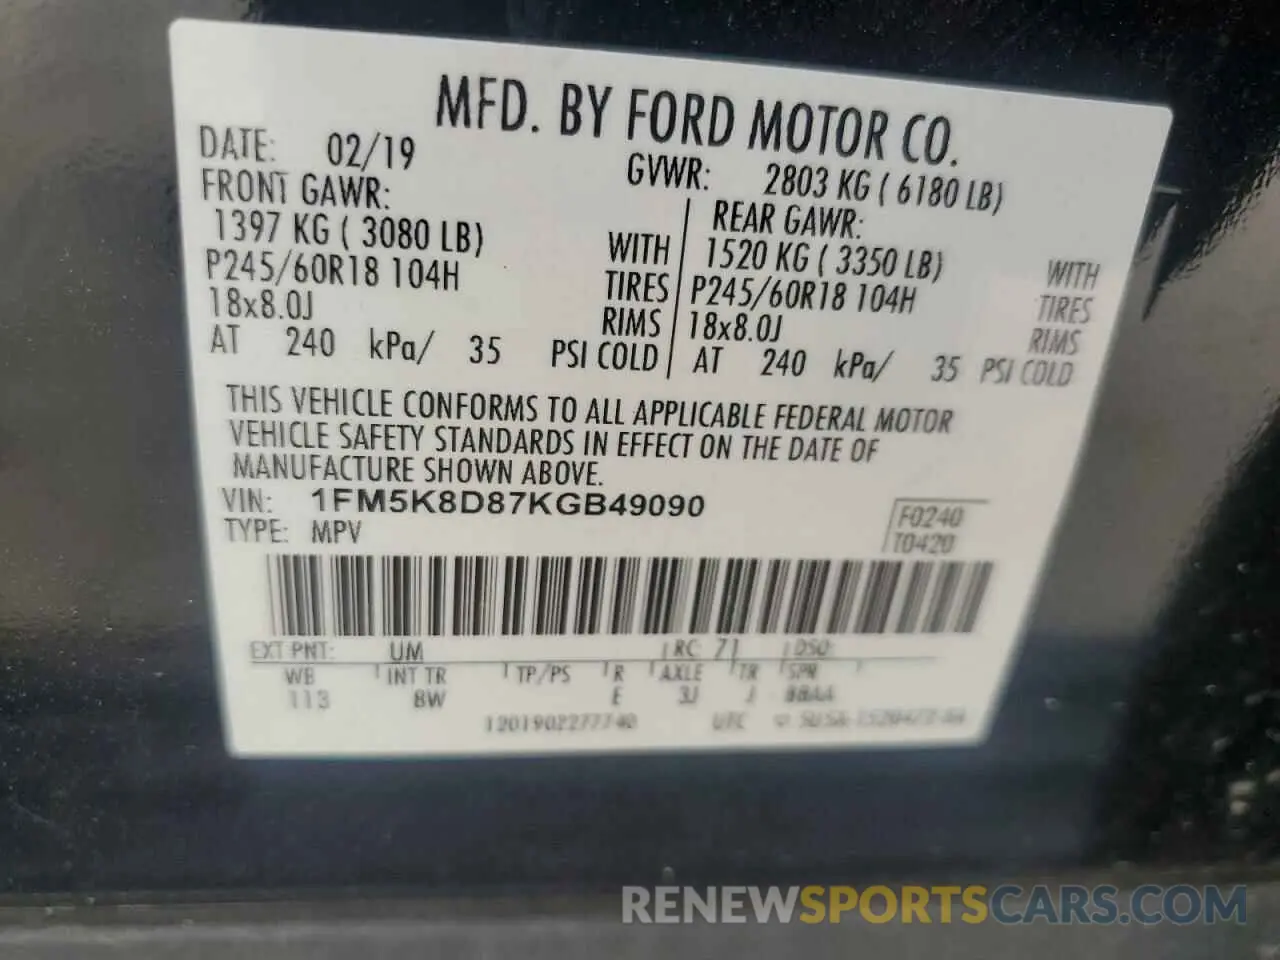 MFD. BY FORD MOTOR CO.
DATE: 02/19 GVWR: 2803 KG ( 6180 LB)
FRONT GAWR: REAR GAWR:
1397 KG ( 3080 LB) WITH 1520 KG ( 3350 LB) WITH
P245/60R18 104H TIRES P245/60R18 104H TIRES
18x8.0J RIMS 18x8.0J RIMS
AT 240 kPa/ 35 PSI COLD AT 240 kPa/ 35 PSI COLD
THIS VEHICLE CONFORMS TO ALL APPLICABLE FEDERAL MOTOR
VEHICLE SAFETY STANDARDS IN EFFECT ON THE DATE OF
MANUFACTURE SHOWN ABOVE.
VIN: 1FM5K8D87KGB49090
TYPE: MPV
F0240
T0420
EXT PNT: UM RC 71 DSO
WB INT TR TP/PS R AXLE TR SPR
113 8W E 3J J
1201902277740 UTC
RENEWSPORTSCARS.COM